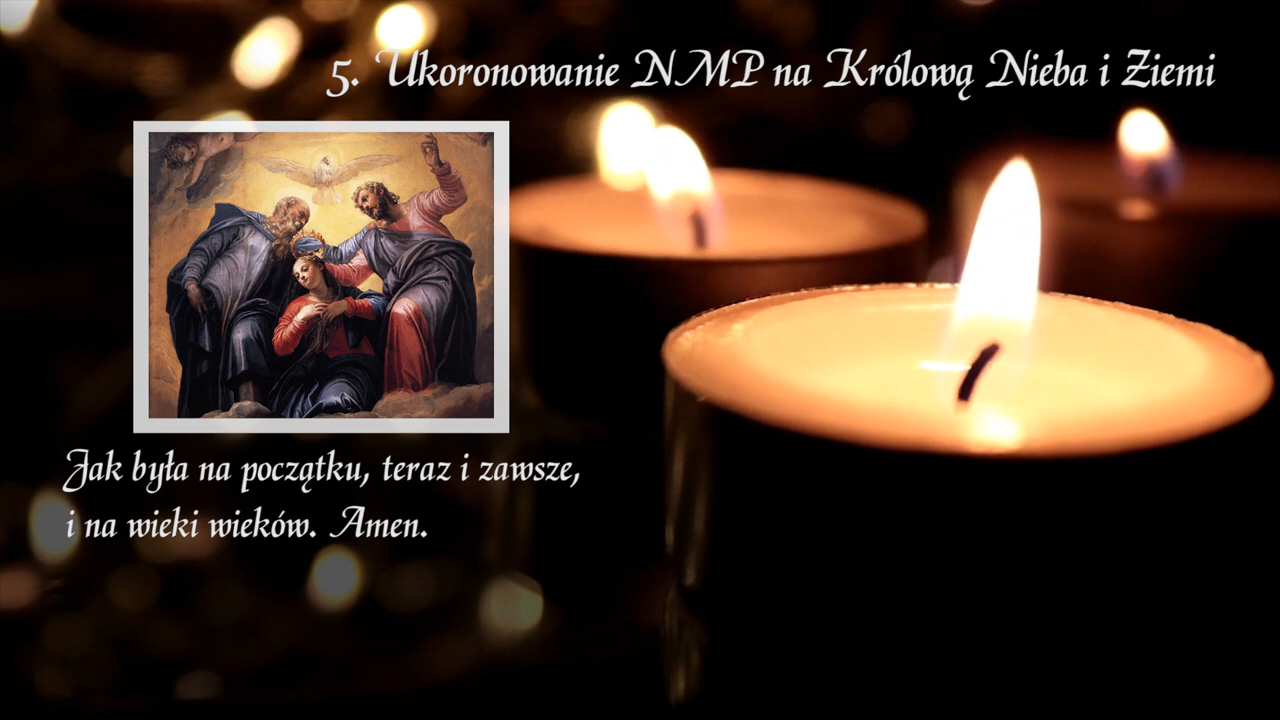 5. Ukoronowanie NMP na Królową Nieba i Ziemi
Jak była na początku, teraz i zawsze,
i na wieki wieków. Amen.